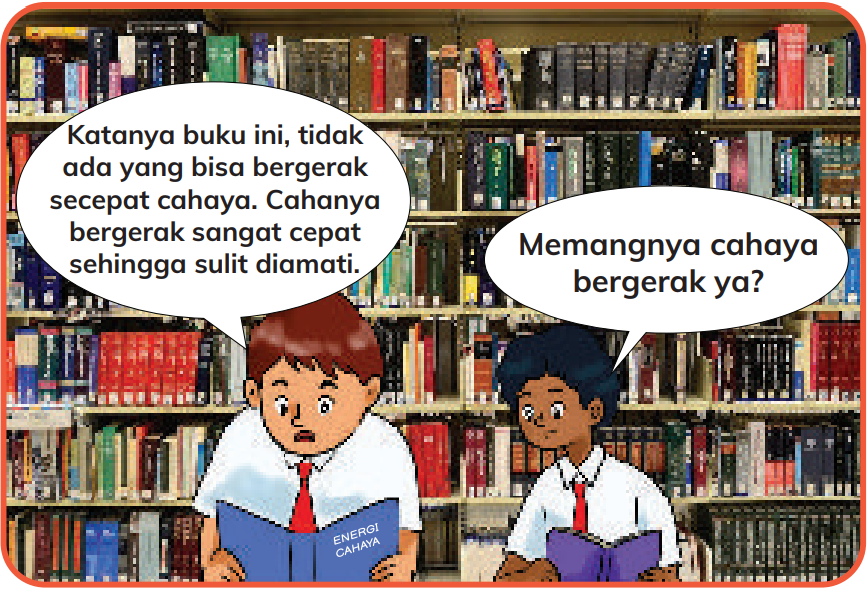 Katanya buku ini, tidak
ada yang bisa bergerak
secepat cahaya. Cahanya
bergerak sangat cepat
sehingga sulit diamati.
Memangnya cahaya
bergerak ya?
ENERGI
CAHAYA